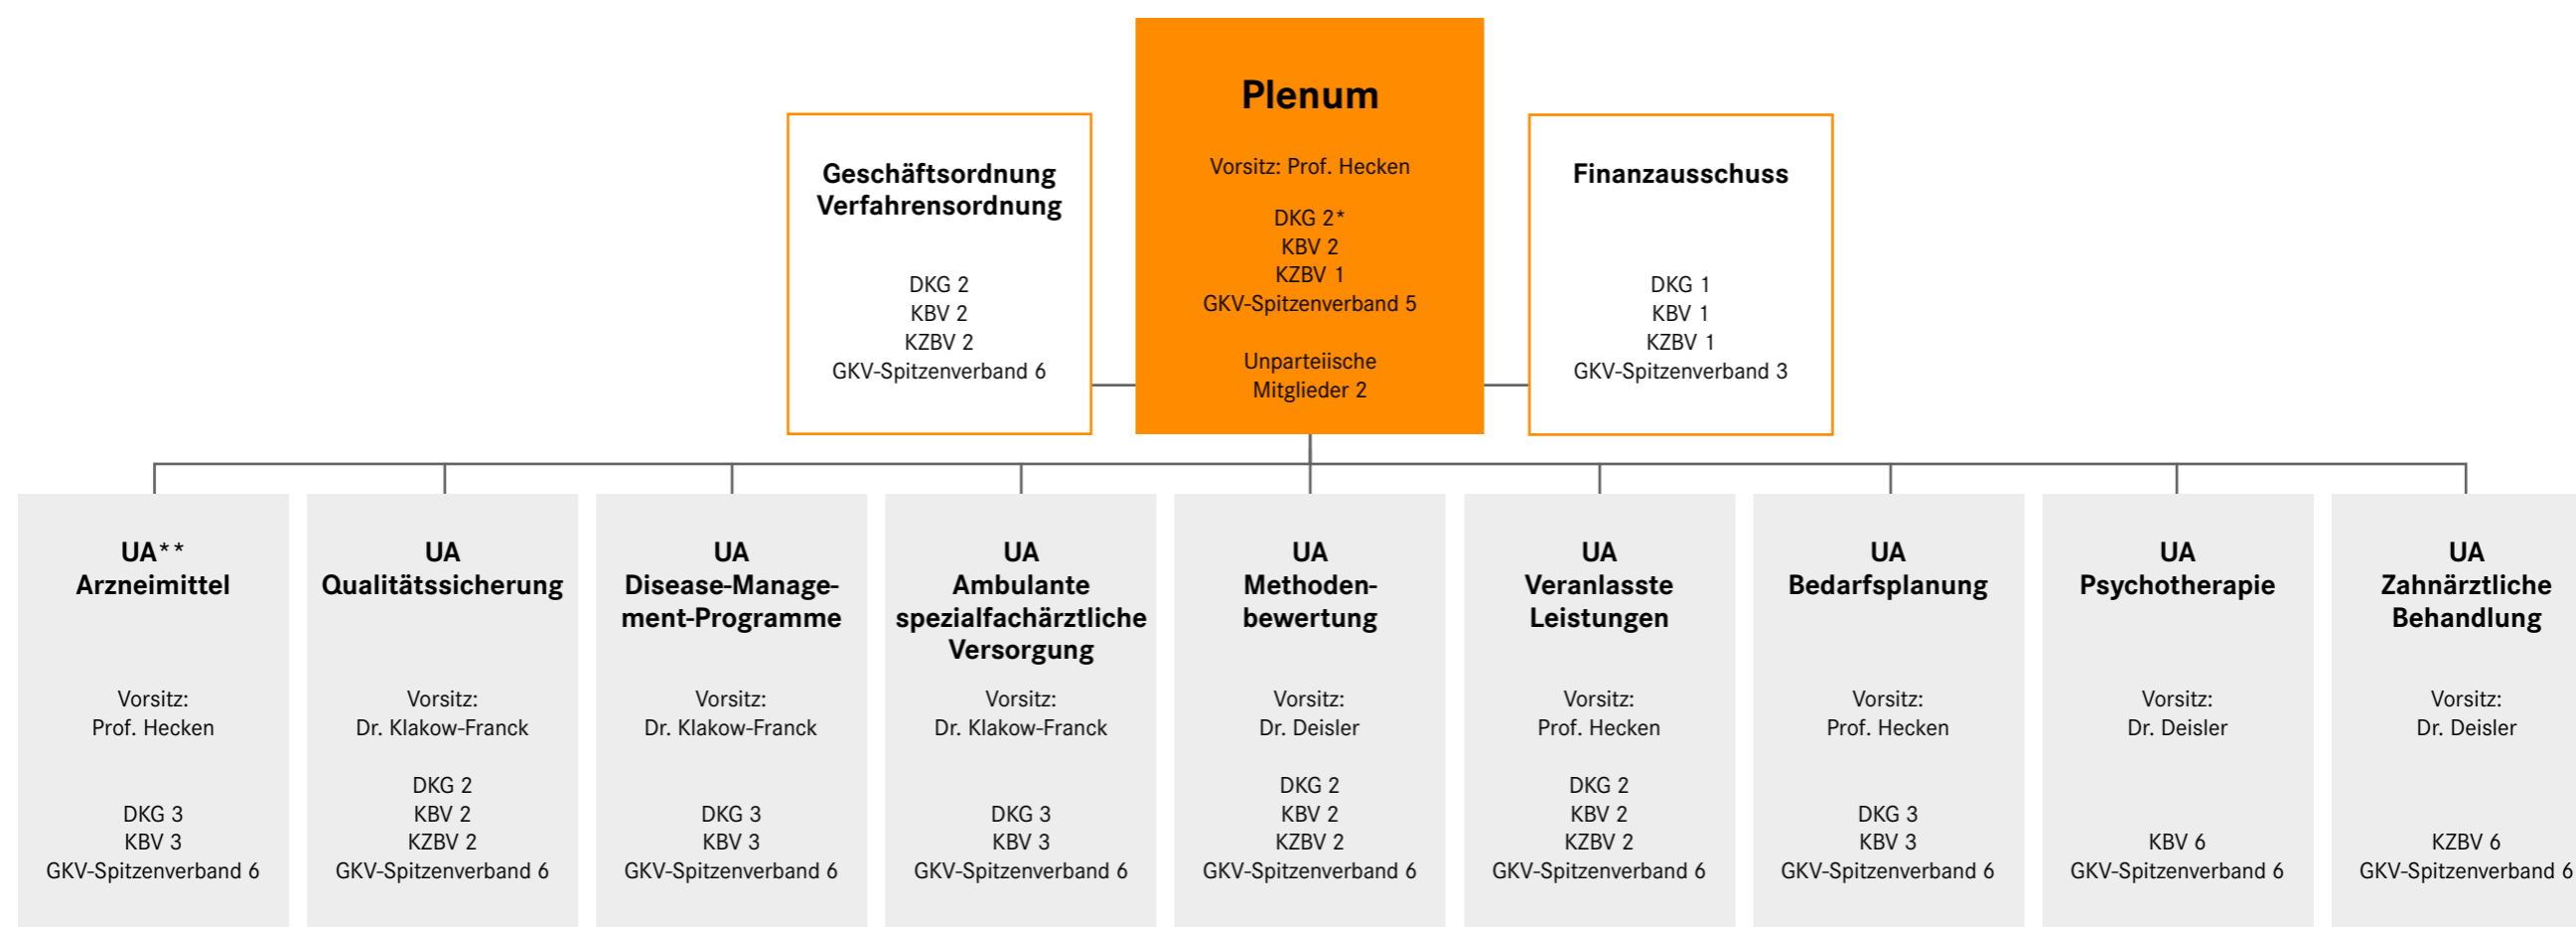 Plenum
Vorsitz: Prof. Hecken
DKG 2*
KBV 2
KZBV 1
GKV-Spitzenverband 5
Unparteiische
Mitglieder 2
Geschäftsordnung
Verfahrensordnung
DKG 2
KBV 2
KZBV 2
GKV-Spitzenverband 6
Finanzausschuss
DKG 1
KBV 1
KZBV 1
GKV-Spitzenverband 3
UA**
Arzneimittel
Vorsitz:
Prof. Hecken
DKG 3
KBV 3
GKV-Spitzenverband 6
UA
Qualitätssicherung
Vorsitz:
Dr. Klakow-Franck
DKG 2
KBV 2
KZBV 2
GKV-Spitzenverband 6
UA
Disease-Manage-
ment-Programme
Vorsitz:
Dr. Klakow-Franck
DKG 3
KBV 3
GKV-Spitzenverband 6
UA
Ambulante
spezialfachärztliche
Versorgung
Vorsitz:
Dr. Klakow-Franck
DKG 3
KBV 3
GKV-Spitzenverband 6
UA
Methoden-
bewertung
Vorsitz:
Dr. Deisler
DKG 2
KBV 2
KZBV 2
GKV-Spitzenverband 6
UA
Veranlasste
Leistungen
Vorsitz:
Prof. Hecken
DKG 2
KBV 2
KZBV 2
GKV-Spitzenverband 6
UA
Bedarfsplanung
Vorsitz:
Prof. Hecken
DKG 3
KBV 3
GKV-Spitzenverband 6
UA
Psychotherapie
Vorsitz:
Dr. Deisler
KBV 6
GKV-Spitzenverband 6
UA
Zahnärztliche
Behandlung
Vorsitz:
Dr. Deisler
KZBV 6
GKV-Spitzenverband 6